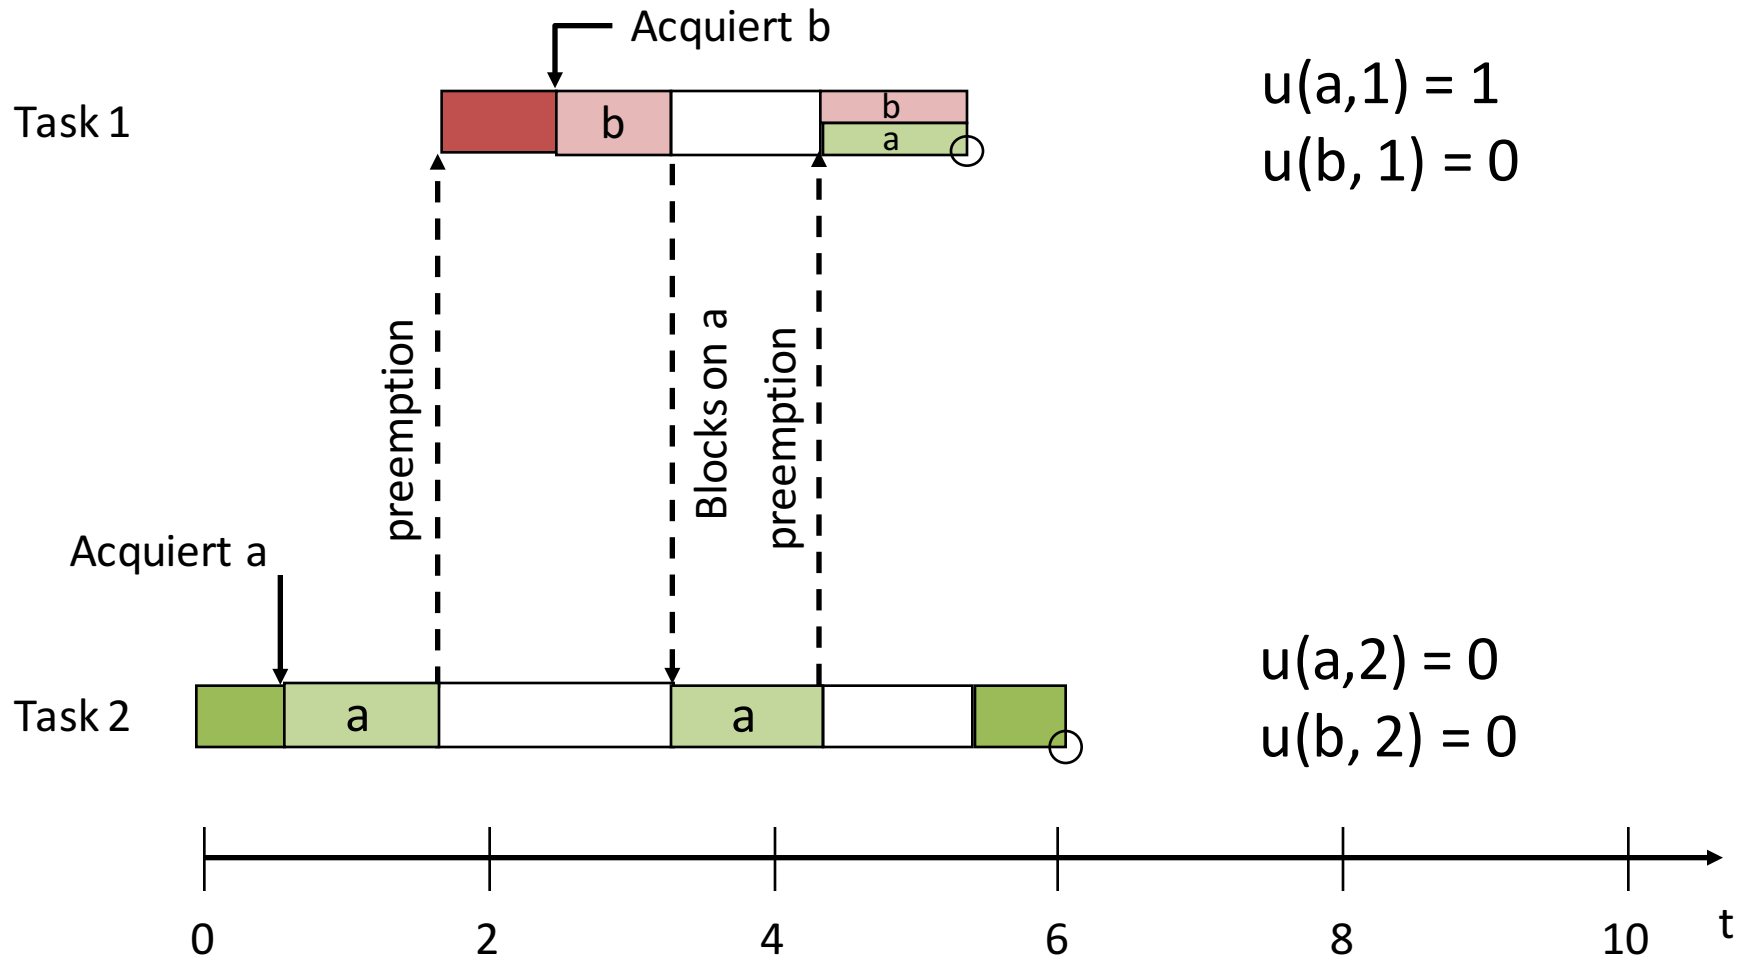 Acquiert b
Task 1
b
b
a
u(a,1) = 1
u(b, 1) = 0
preemption
Blocks on a
preemption
Acquiert a
Task 2
a
a
u(a,2) = 0
u(b, 2) = 0
0 2 4 6 8 10 t